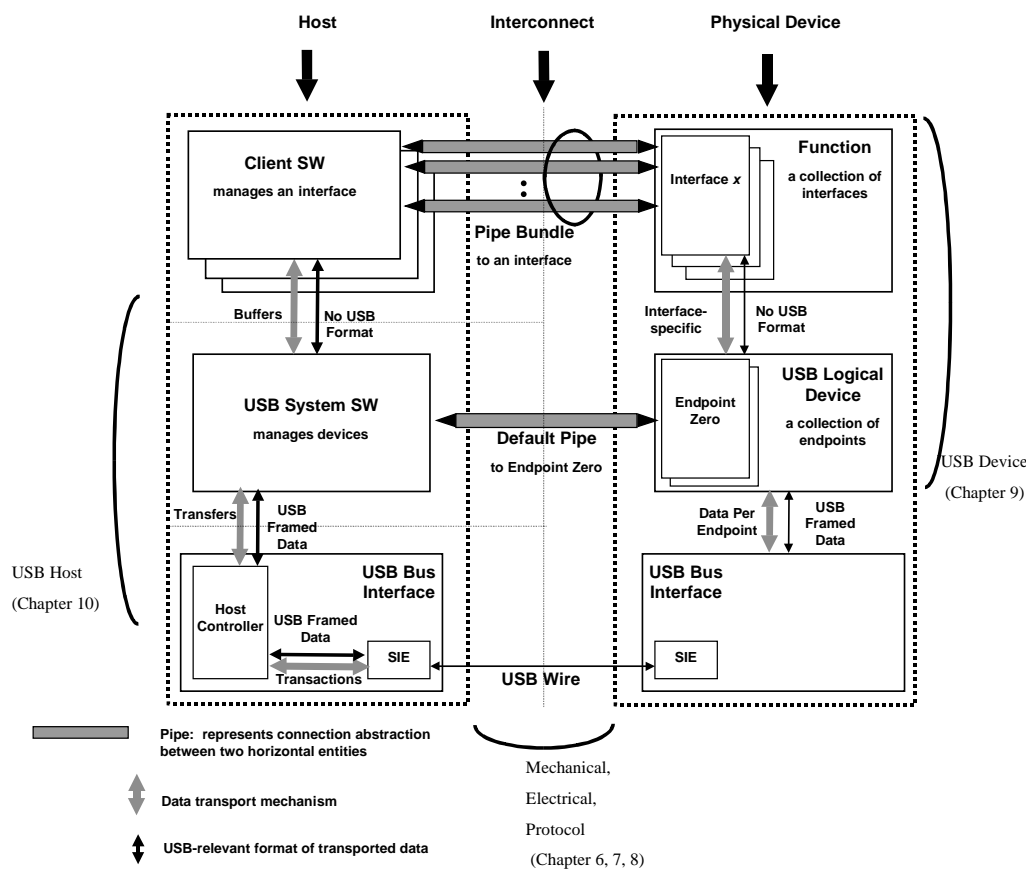 Host
Interconnect
Physical Device
Client SW
manages an interface
Pipe Bundle
to an interface
Interface x
Function
a collection of
interfaces
Buffers
No USB
Format
Interface-
specific
No USB
Format
USB System SW
manages devices
Default Pipe
to Endpoint Zero
Endpoint
Zero
USB Logical
Device
a collection of
endpoints
USB Device
(Chapter 9)
Transfers
USB
Framed
Data
Data Per
Endpoint
USB
Framed
Data
USB Host
(Chapter 10)
USB Bus
Interface
Host
Controller
USB Framed
Data
Transactions
SIE
USB Wire
USB Bus
Interface
SIE
Pipe: represents connection abstraction
between two horizontal entities
Data transport mechanism
USB-relevant format of transported data
Mechanical,
Electrical,
Protocol
(Chapter 6, 7, 8)